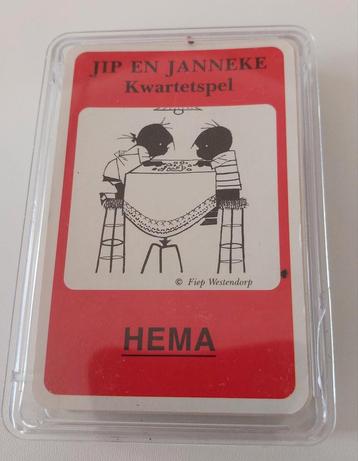 JIP EN JANNEKE
Kwartetspel
© Fiep Westendorp
HEMA